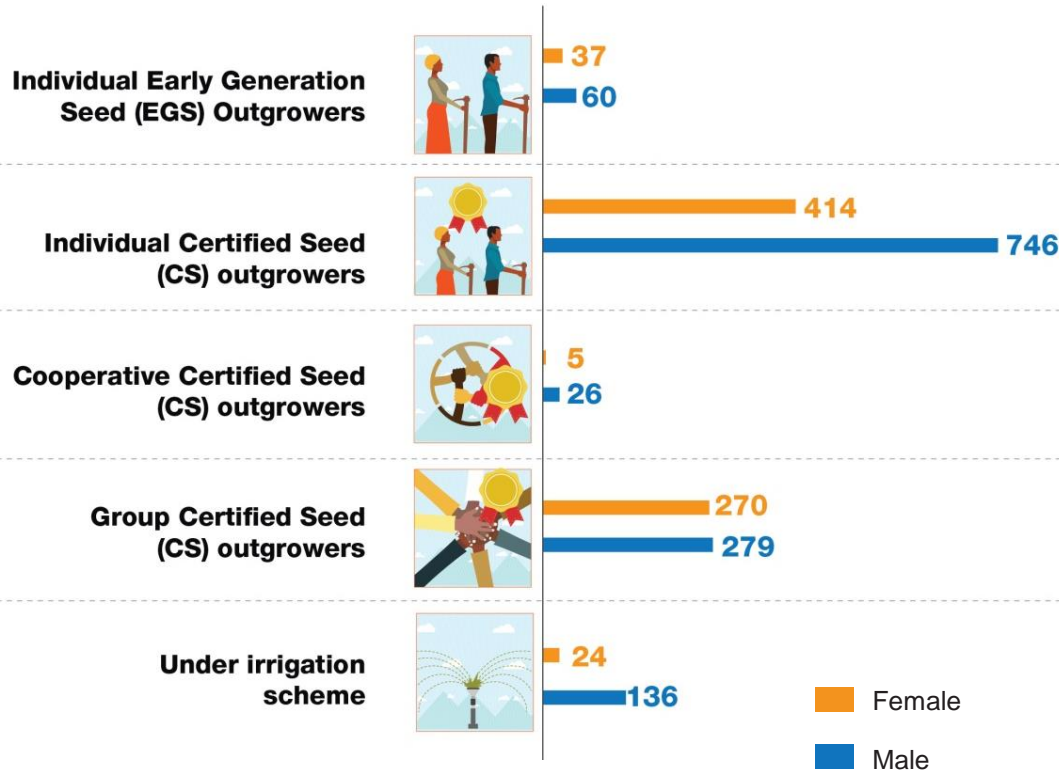 37
Individual Early Generation
Seed (EGS) Outgrowers
60
414
Individual Certified Seed
(CS) outgrowers
746
5
Cooperative Certified Seed
(CS) outgrowers
26
270
Group Certified Seed
(CS) outgrowers
279
24
Under irrigation
scheme
136
Female
Male